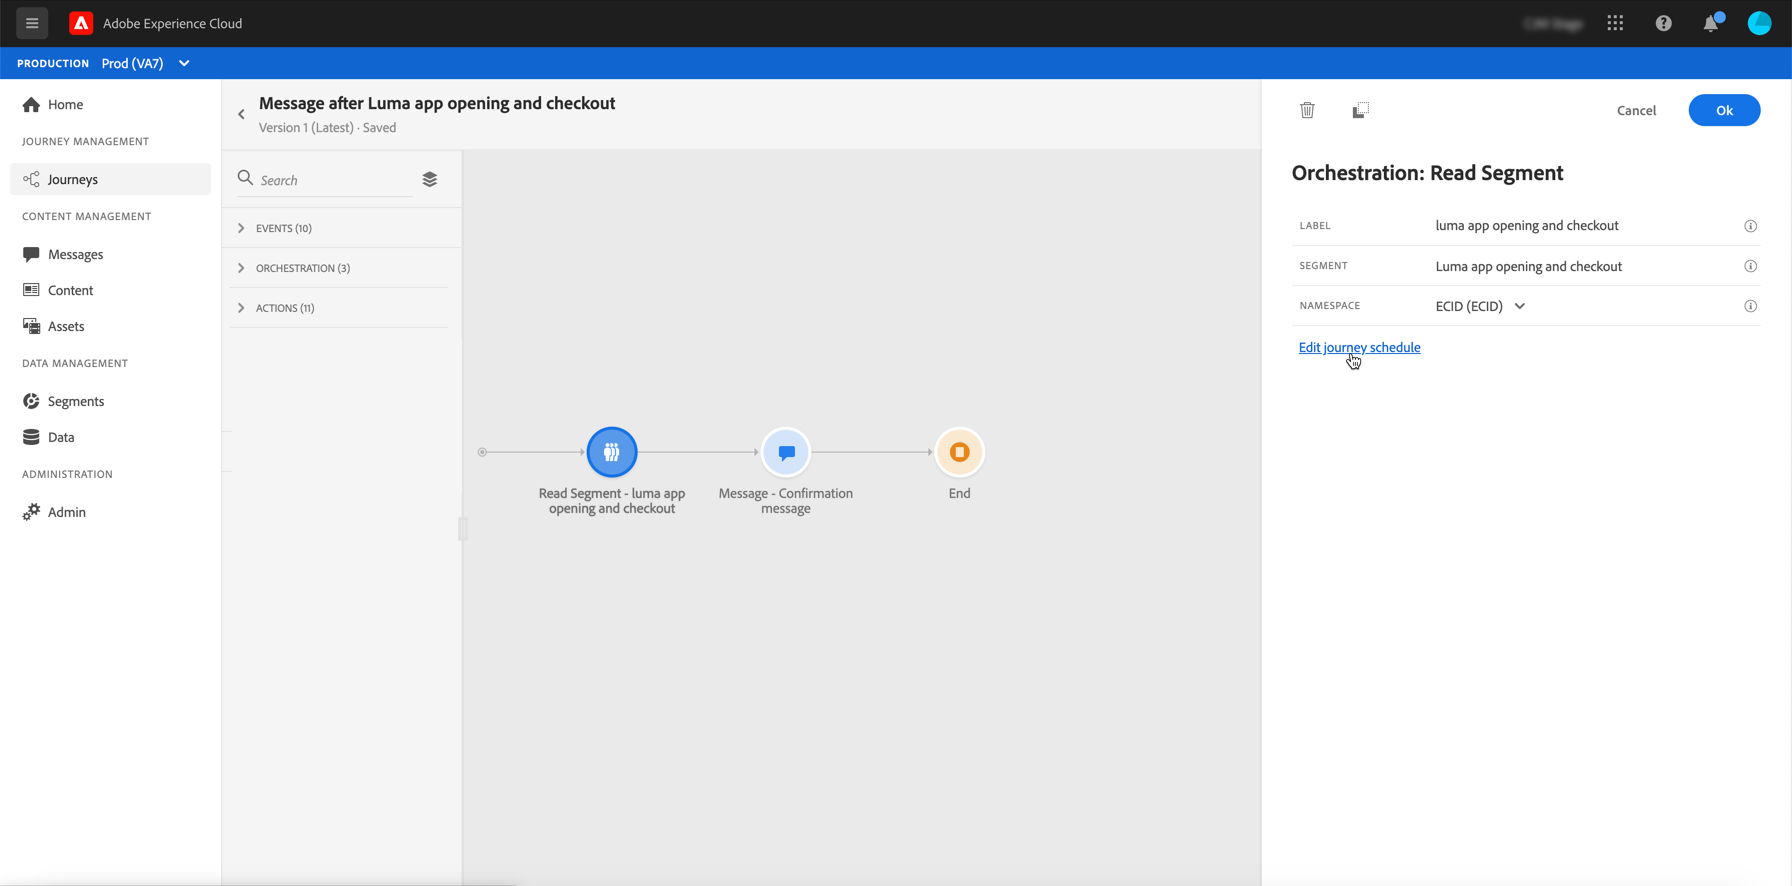 Adobe Experience Cloud
PRODUCTION Prod (VA7)
Home
JOURNEY MANAGEMENT
Journeys
CONTENT MANAGEMENT
Messages
Content
Assets
DATA MANAGEMENT
Segments
Data
ADMINISTRATION
Admin
Message after Luma app opening and checkout
Version 1 (Latest) · Saved
Search
EVENTS (10)
ORCHESTRATION (3)
ACTIONS (11)
Read Segment - luma app
opening and checkout
Message - Confirmation
message
End
Cancel
Ok
Orchestration: Read Segment
LABEL luma app opening and checkout
SEGMENT Luma app opening and checkout
NAMESPACE ECID (ECID)
Edit journey schedule